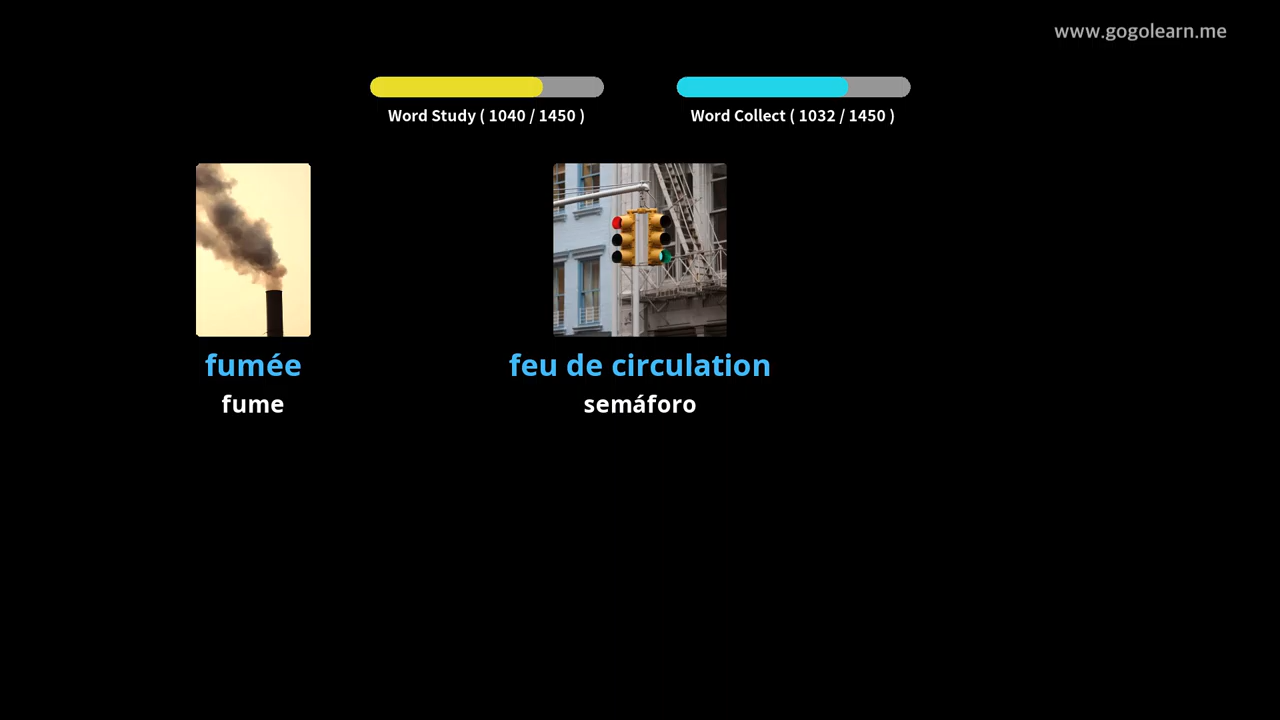 www.gogolearn.me
Word Study ( 1040 / 1450 )
Word Collect ( 1032 / 1450 )
fumée
fume
feu de circulation
semáforo